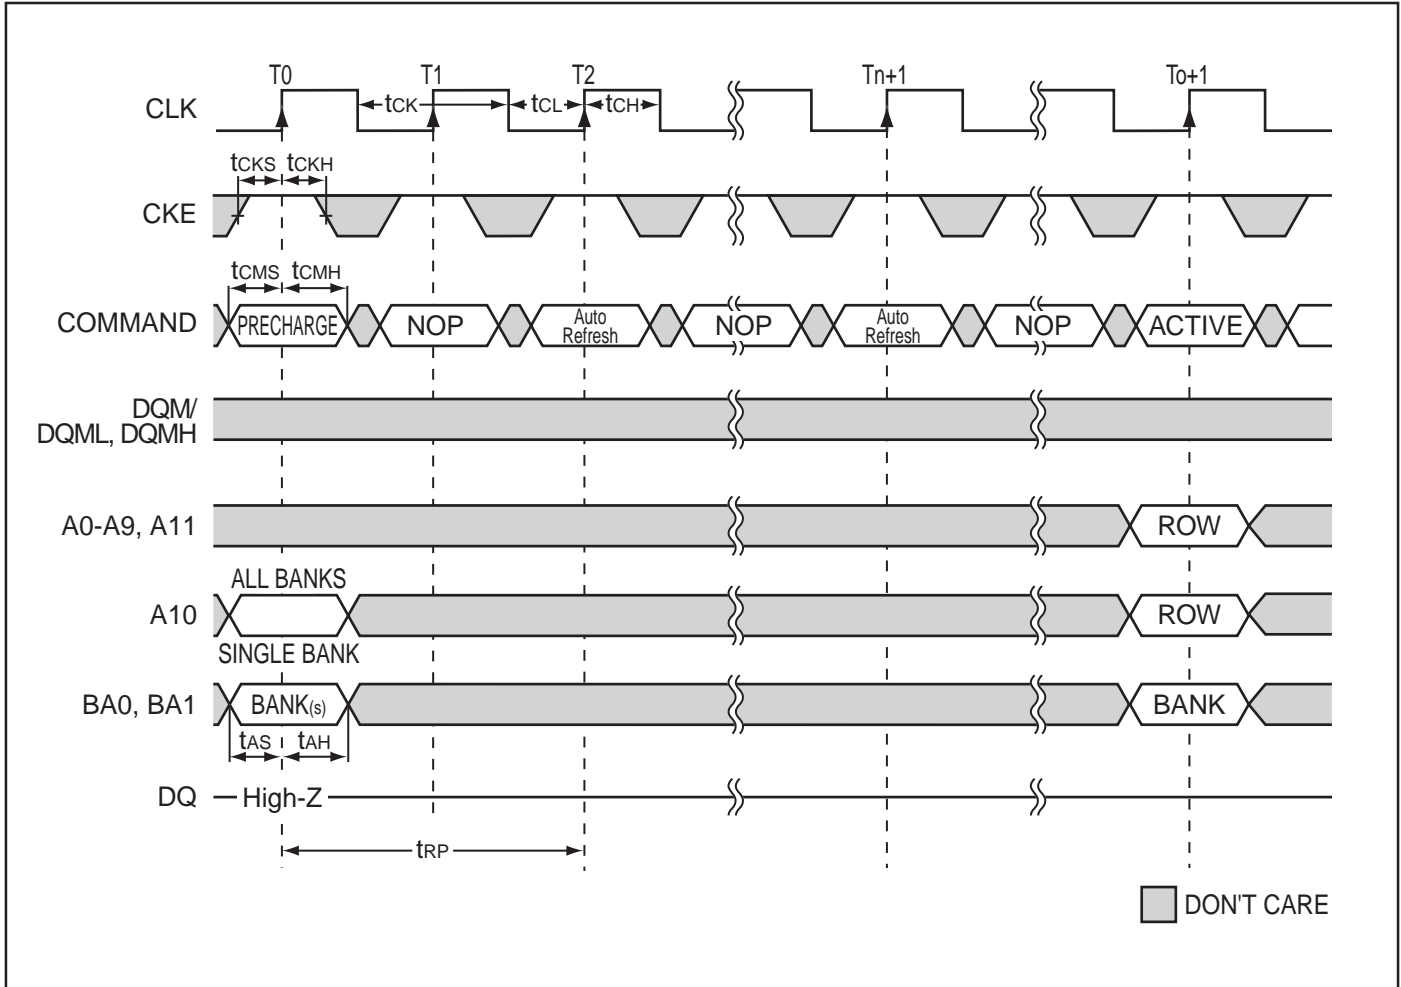 T0 T1 T2 Tn+1 To+1
CLK tCK tCL tCH
tCKS tCKH
CKE
tCMS tCMH
COMMAND PRECHARGE NOP Auto Refresh NOP Auto Refresh NOP ACTIVE
DQM/
DQML, DQMH
A0-A9, A11 ROW
ALL BANKS
A10 ROW
SINGLE BANK
BA0, BA1 BANK(s) BANK
tAS tAH
DQ High-Z
tRP
DON'T CARE